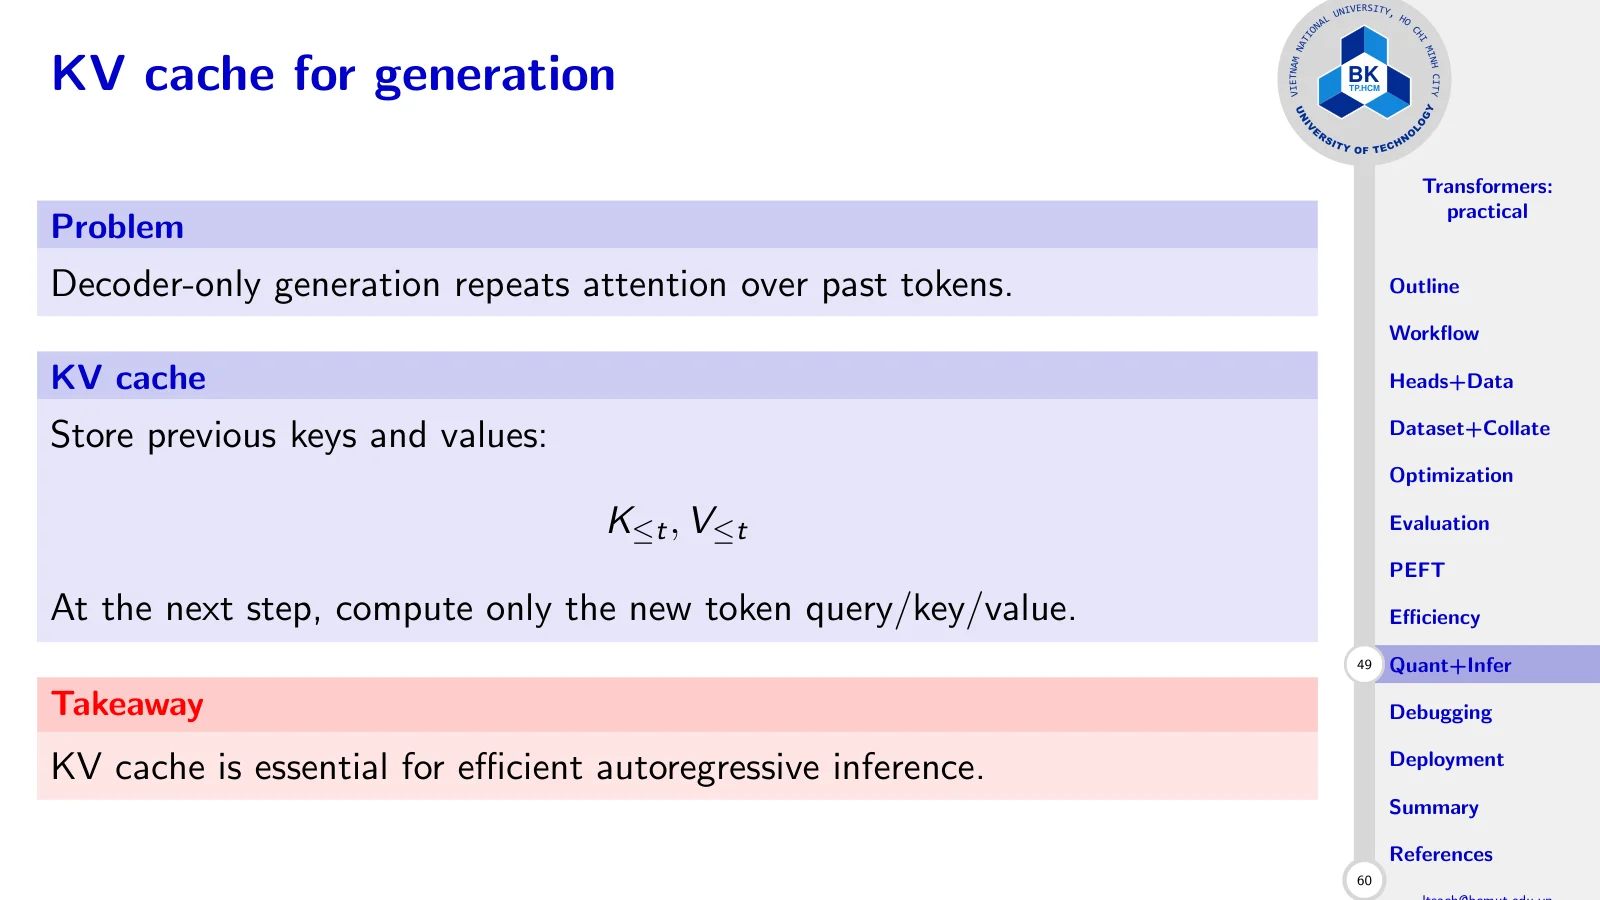 KV cache for generation
Problem
Decoder-only generation repeats attention over past tokens.
KV cache
Store previous keys and values:
K≤t, V≤t
At the next step, compute only the new token query/key/value.
Takeaway
KV cache is essential for efficient autoregressive inference.
VIETNAM NATIONAL UNIVERSITY, HO CHI MINH CITY
BK
TP.HCM
UNIVERSITY OF TECHNOLOGY
Transformers:
practical
Outline
Workflow
Heads+Data
Dataset+Collate
Optimization
Evaluation
PEFT
Efficiency
49 Quant+Infer
Debugging
Deployment
Summary
References
60